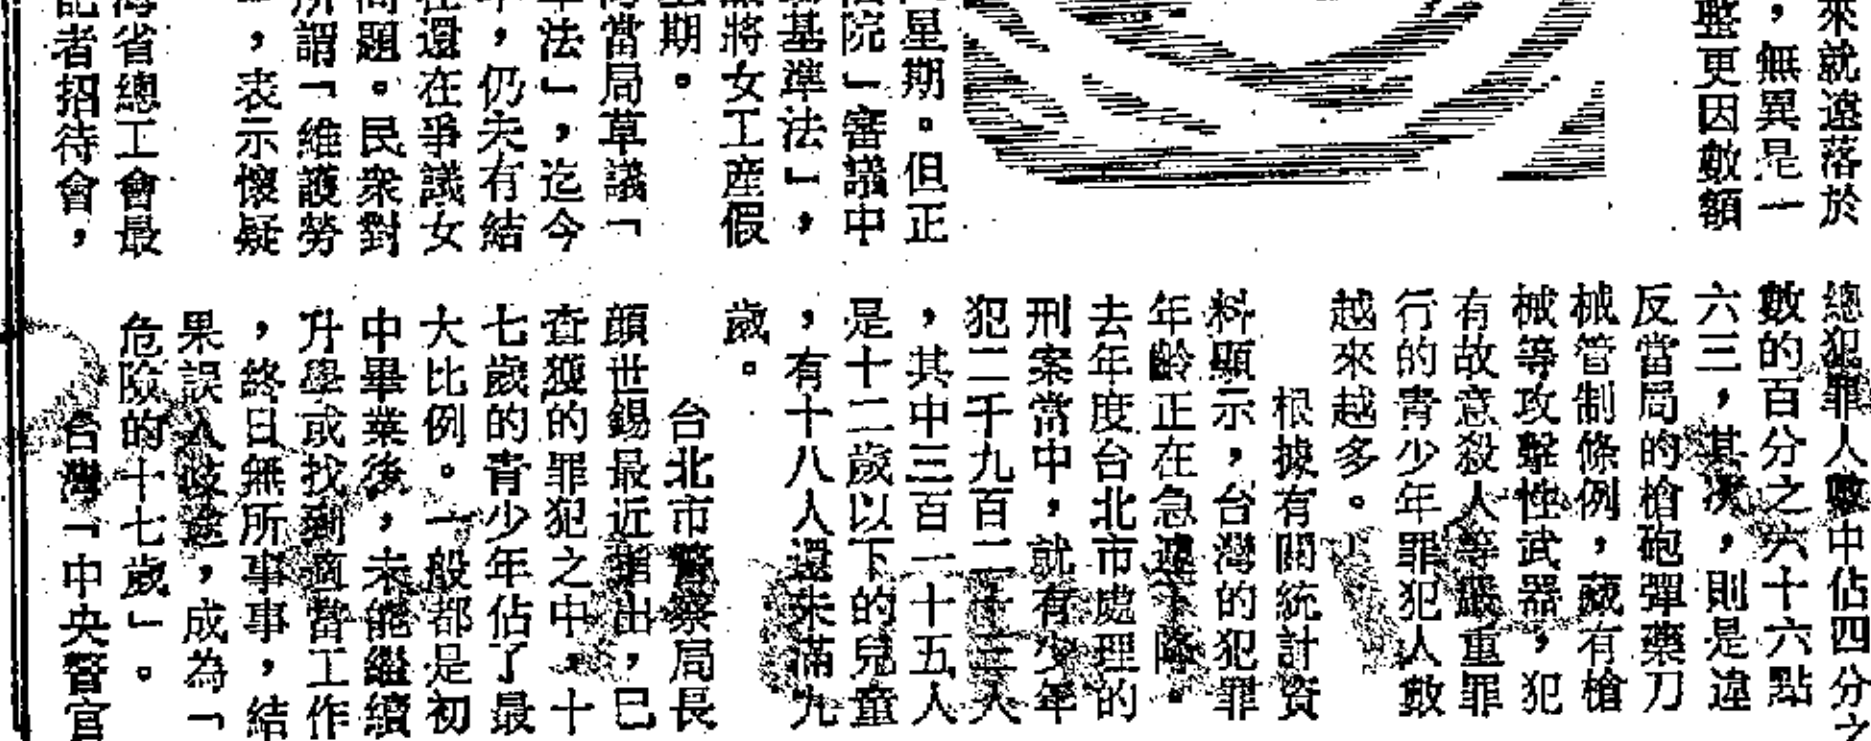 來就遠落於
，無異是一
整更因數額
星期。但正
院」審議中
基準法」，
將女工產假
期。
當局草議「
法」，迄今
，仍未有結
還在爭議女
問題。民衆對
所謂「維護勞
，表示懷疑
省總工會最
記者招待會，
總犯罪人數中佔四分之
數的百分之六十六點
六三，其次，則是違
反當局的槍砲彈藥刀
械管制條例，藏有槍
械等攻擊性武器，犯
有故意殺人等嚴重罪
行的青少年罪犯人數
越來越多。
根據有關統計資
料顯示，台灣的犯罪
年齡正在急速下降。
去年度台北市處理的
刑案當中，就有少年
犯二千九百二十三人
，其中三百一十五人
是十二歲以下的兒童
，有十八人還未滿九
歲。
台北市警察局長
顏世錫最近指出，已
查獲的罪犯之中，十
七歲的青少年佔了最
大比例。一般都是初
中畢業後，未能繼續
升學或找到適當工作
，終日無所事事，結
果誤入歧途，成為「
危險的十七歲」。
台灣「中央警官